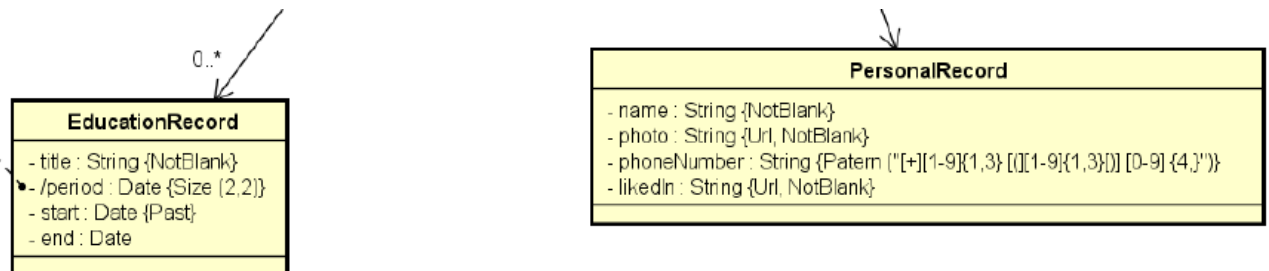 0..*
EducationRecord
- title : String {NotBlank}
- /period : Date {Size (2,2)}
- start : Date {Past}
- end : Date
PersonalRecord
- name : String {NotBlank}
- photo : String {Url, NotBlank}
- phoneNumber : String {Patern ("[+][1-9]{1,3} [(][1-9]{1,3}[)] [0-9] {4,}")}
- likedIn : String {Url, NotBlank}